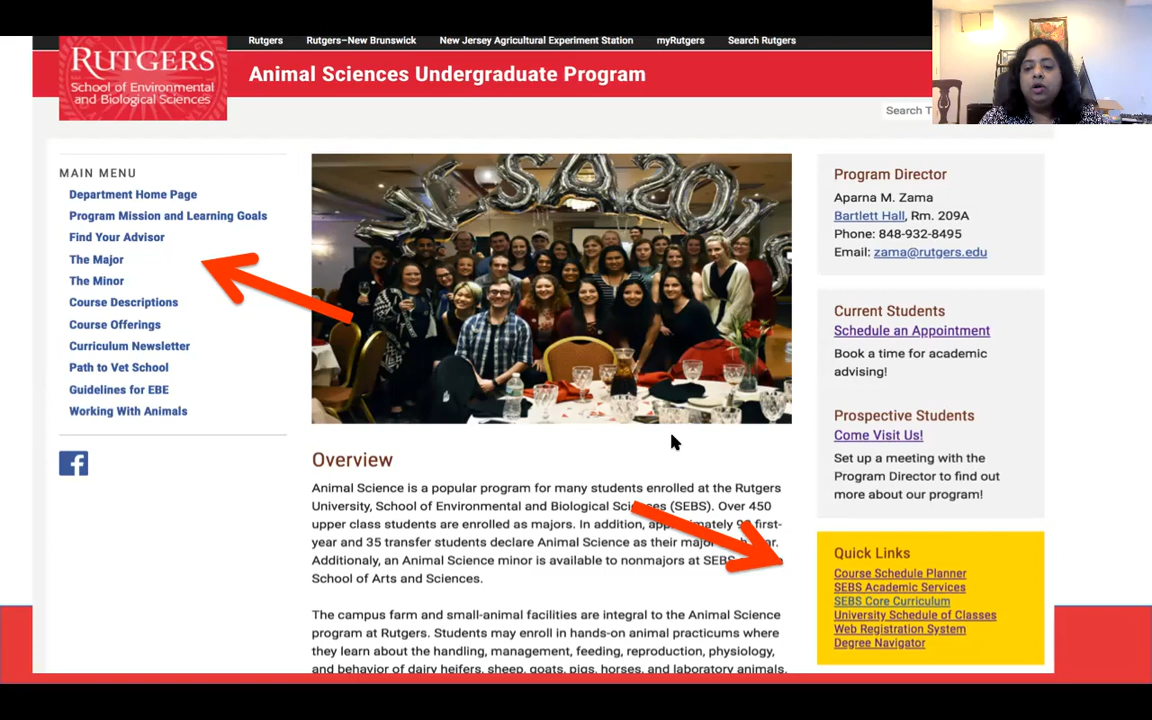 Rutgers
Rutgers–New Brunswick
New Jersey Agricultural Experiment Station
myRutgers
Search Rutgers
RUTGERS
School of Environmental
and Biological Sciences
Animal Sciences Undergraduate Program
Search
MAIN MENU
Department Home Page
Program Mission and Learning Goals
Find Your Advisor
The Major
The Minor
Course Descriptions
Course Offerings
Curriculum Newsletter
Path to Vet School
Guidelines for EBE
Working With Animals
Overview
Animal Science is a popular program for many students enrolled at the Rutgers
University, School of Environmental and Biological (SEBS). Over 450
upper class students are enrolled as majors. In addition, first-
year and 35 transfer students declare Animal Science as their
Additionaly, an Animal Science minor is available to nonmajors at SEBS
School of Arts and Sciences.
The campus farm and small-animal facilities are integral to the Animal Science
program at Rutgers. Students may enroll in hands-on animal practicums where
they learn about the handling, management, feeding, reproduction, physiology,
and behavior of dairy heifers, sheep, goats, pigs, horses, and laboratory animals.
Program Director
Aparna M. Zama
Bartlett Hall, Rm. 209A
Phone: 848-932-8495
Email: zama@rutgers.edu
Current Students
Schedule an Appointment
Book a time for academic
advising!
Prospective Students
Come Visit Us!
Set up a meeting with the
Program Director to find out
more about our program!
Quick Links
Course Schedule Planner
SEBS Academic Services
SEBS Core Curriculum
University Schedule of Classes
Web Registration System
Degree Navigator